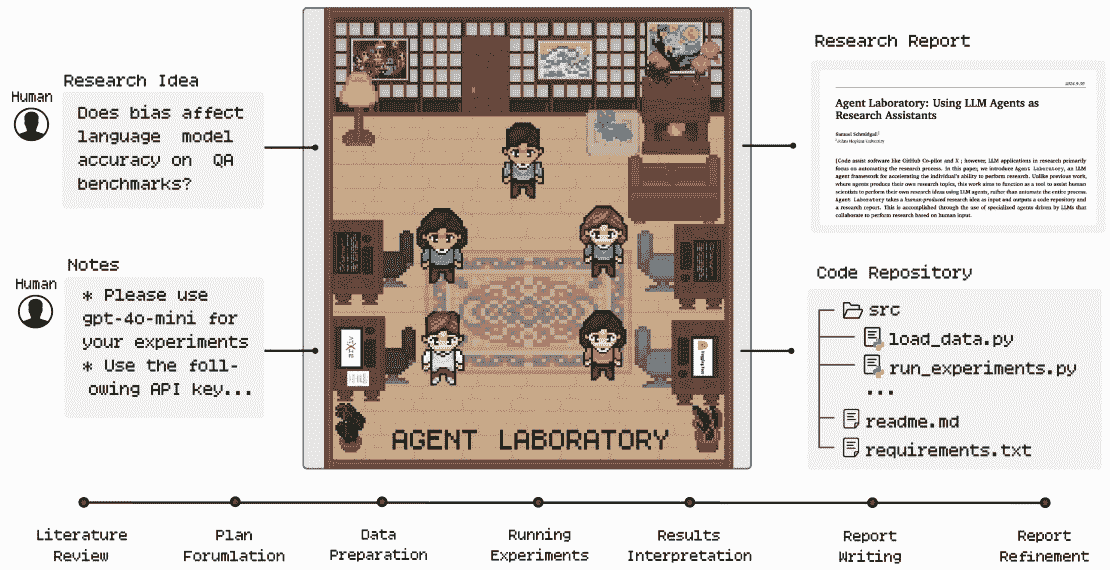 Research Idea
Human
Does bias affect
language model
accuracy on QA
benchmarks?
Notes
Human
* Please use
gpt-4o-mini for
your experiments
* Use the foll-
owing API key...
AGENT LABORATORY
Research Report
Agent Laboratory: Using LLM Agents as
Research Assistants
Samuel Schmidgall
[Code assist software like GitHub Co-pilot and X ; however, LLM applications in research primarily
focus on automating the research process. In this paper, we introduce Agent Laboratory, an LLM
agent framework for accelerating the individual's ability to perform research. Unlike previous work,
where agents produce their own research topics, this work aims to function as a tool to assist human
scientists to perform their own research ideas using LLM agents, rather than automate the entire process.
Agent Laboratory takes a human-produced research idea as input and outputs a code repository and
a research report. This is accomplished through the use of specialized agents driven by LLMs that
collaborate to perform research based on human input.
Code Repository
src
load_data.py
run_experiments.py
...
readme.md
requirements.txt
Literature
Review
Plan
Forumlation
Data
Preparation
Running
Experiments
Results
Interpretation
Report
Writing
Report
Refinement